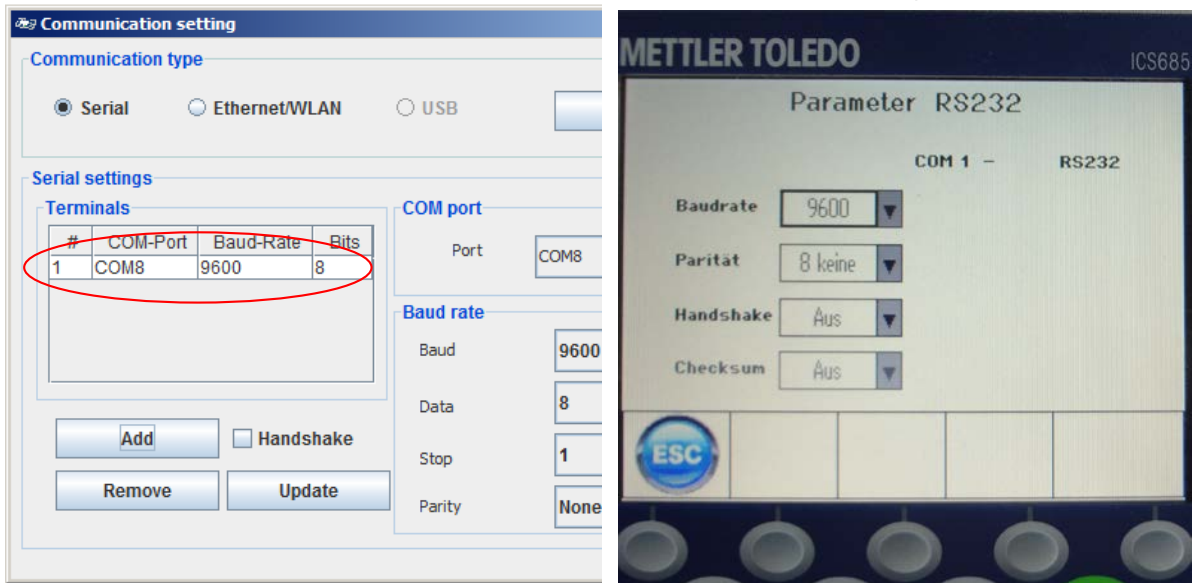 Communication setting
Communication type
Serial Ethernet/WLAN USB
Serial settings
Terminals
# COM-Port Baud-Rate Bits
1 COM8 9600 8
Add Handshake
Remove Update
COM port
Port COM8
Baud rate
Baud 9600
Data 8
Stop 1
Parity None
METTLER TOLEDO ICS685
Parameter RS232
COM 1 - RS232
Baudrate 9600
Parität 8 keine
Handshake Aus
Checksum Aus
ESC